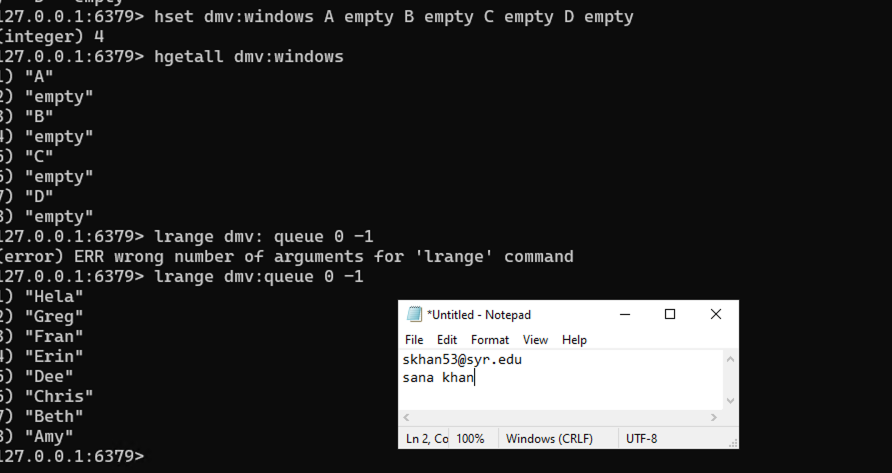 127.0.0.1:6379> hset dmv:windows A empty B empty C empty D empty
(integer) 4
127.0.0.1:6379> hgetall dmv:windows
1) "A"
2) "empty"
3) "B"
4) "empty"
5) "C"
6) "empty"
7) "D"
8) "empty"
127.0.0.1:6379> lrange dmv: queue 0 -1
(error) ERR wrong number of arguments for 'lrange' command
127.0.0.1:6379> lrange dmv:queue 0 -1
1) "Hela"
2) "Greg"
3) "Fran"
4) "Erin"
5) "Dee"
6) "Chris"
7) "Beth"
8) "Amy"
127.0.0.1:6379>
*Untitled - Notepad
File Edit Format View Help
skhan53@syr.edu
sana khan
Ln 2, Co 100% Windows (CRLF) UTF-8